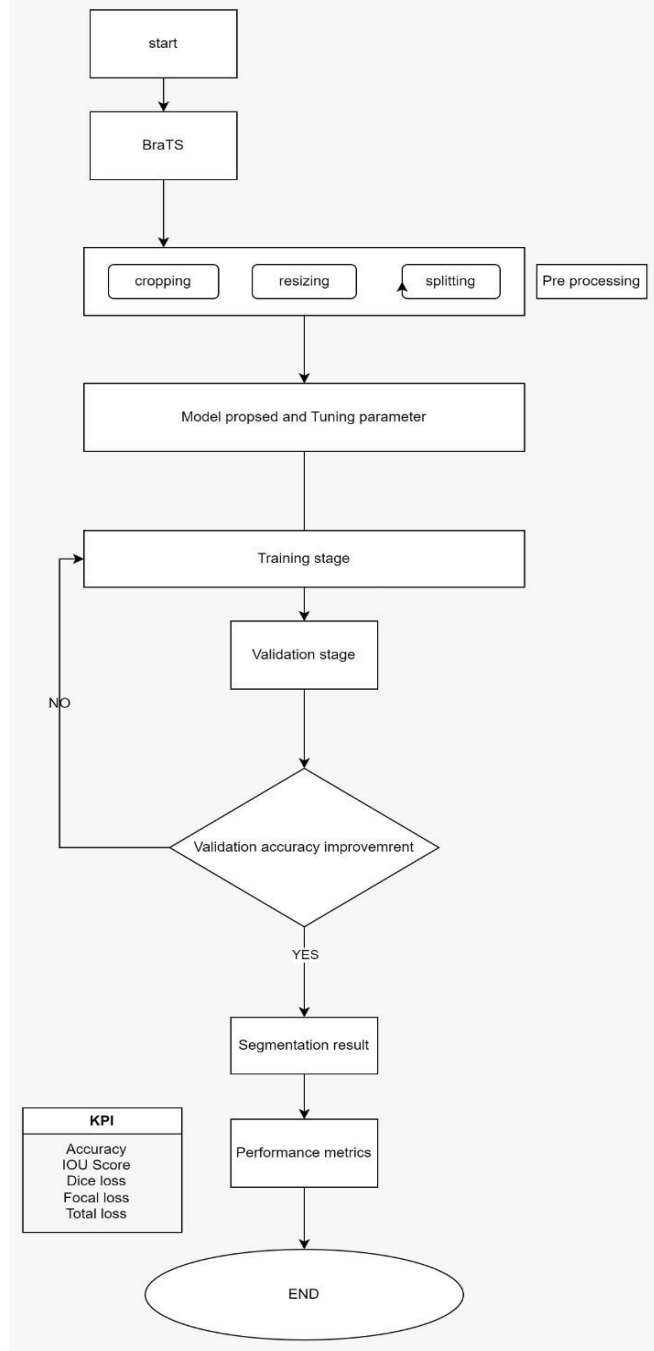 start
BraTS
cropping
resizing
splitting
Pre processing
Model propsed and Tuning parameter
Training stage
Validation stage
NO
Validation accuracy improvemrent
YES
Segmentation result
KPI
Accuracy
IOU Score
Dice loss
Focal loss
Total loss
Performance metrics
END